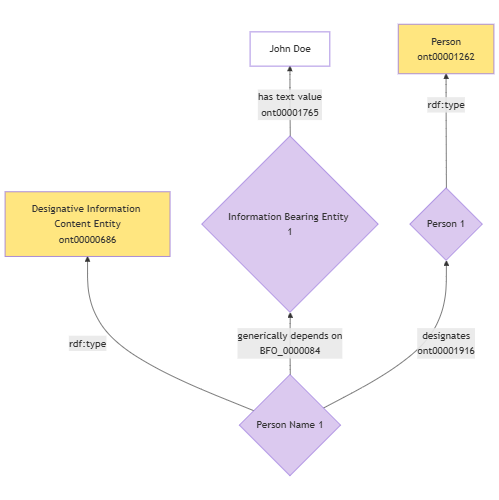 John Doe
Person
ont00001262
has text value
ont00001765
rdf:type
Designative Information
Content Entity
ont00000686
Information Bearing Entity
1
Person 1
rdf:type
generically depends on
BFO_0000084
designates
ont00001916
Person Name 1